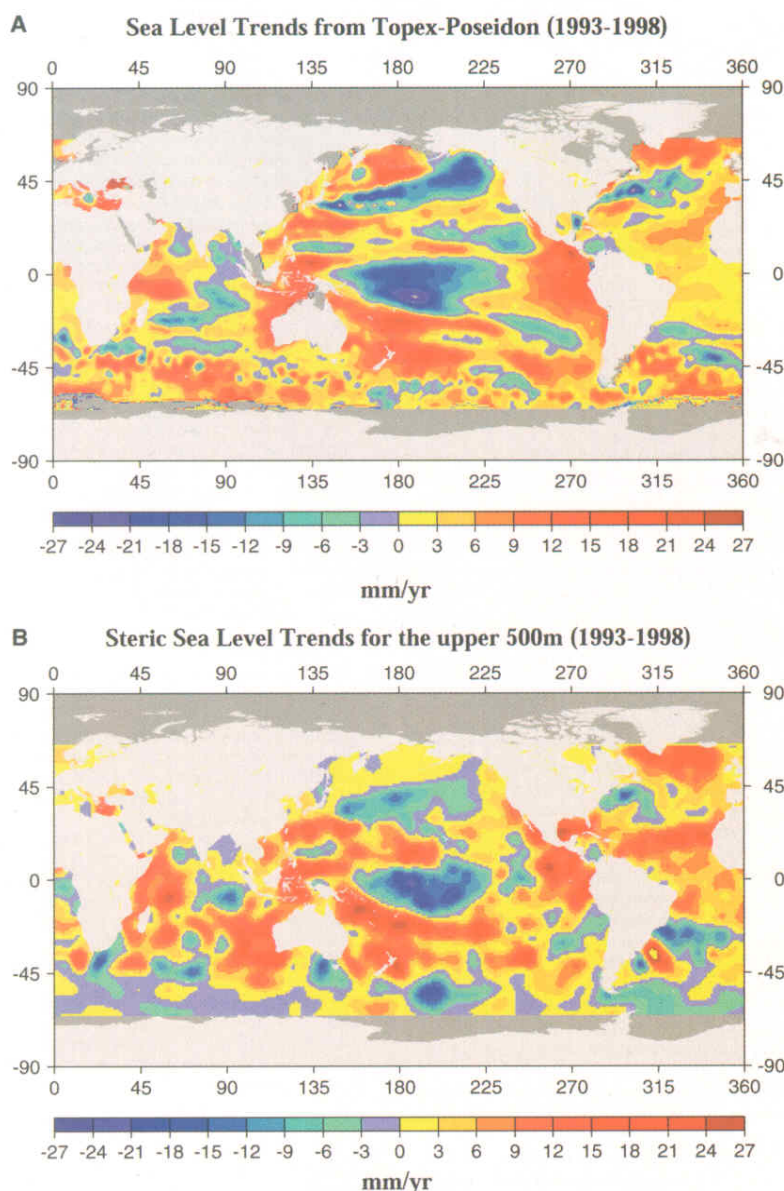 A
Sea Level Trends from Topex-Poseidon (1993-1998)
0 45 90 135 180 225 270 315 360
90 90
45 45
0 0
-45 -45
-90 -90
0 45 90 135 180 225 270 315 360
-27 -24 -21 -18 -15 -12 -9 -6 -3 0 3 6 9 12 15 18 21 24 27
mm/yr
B
Steric Sea Level Trends for the upper 500m (1993-1998)
0 45 90 135 180 225 270 315 360
90 90
45 45
0 0
-45 -45
-90 -90
0 45 90 135 180 225 270 315 360
-27 -24 -21 -18 -15 -12 -9 -6 -3 0 3 6 9 12 15 18 21 24 27
mm/yr